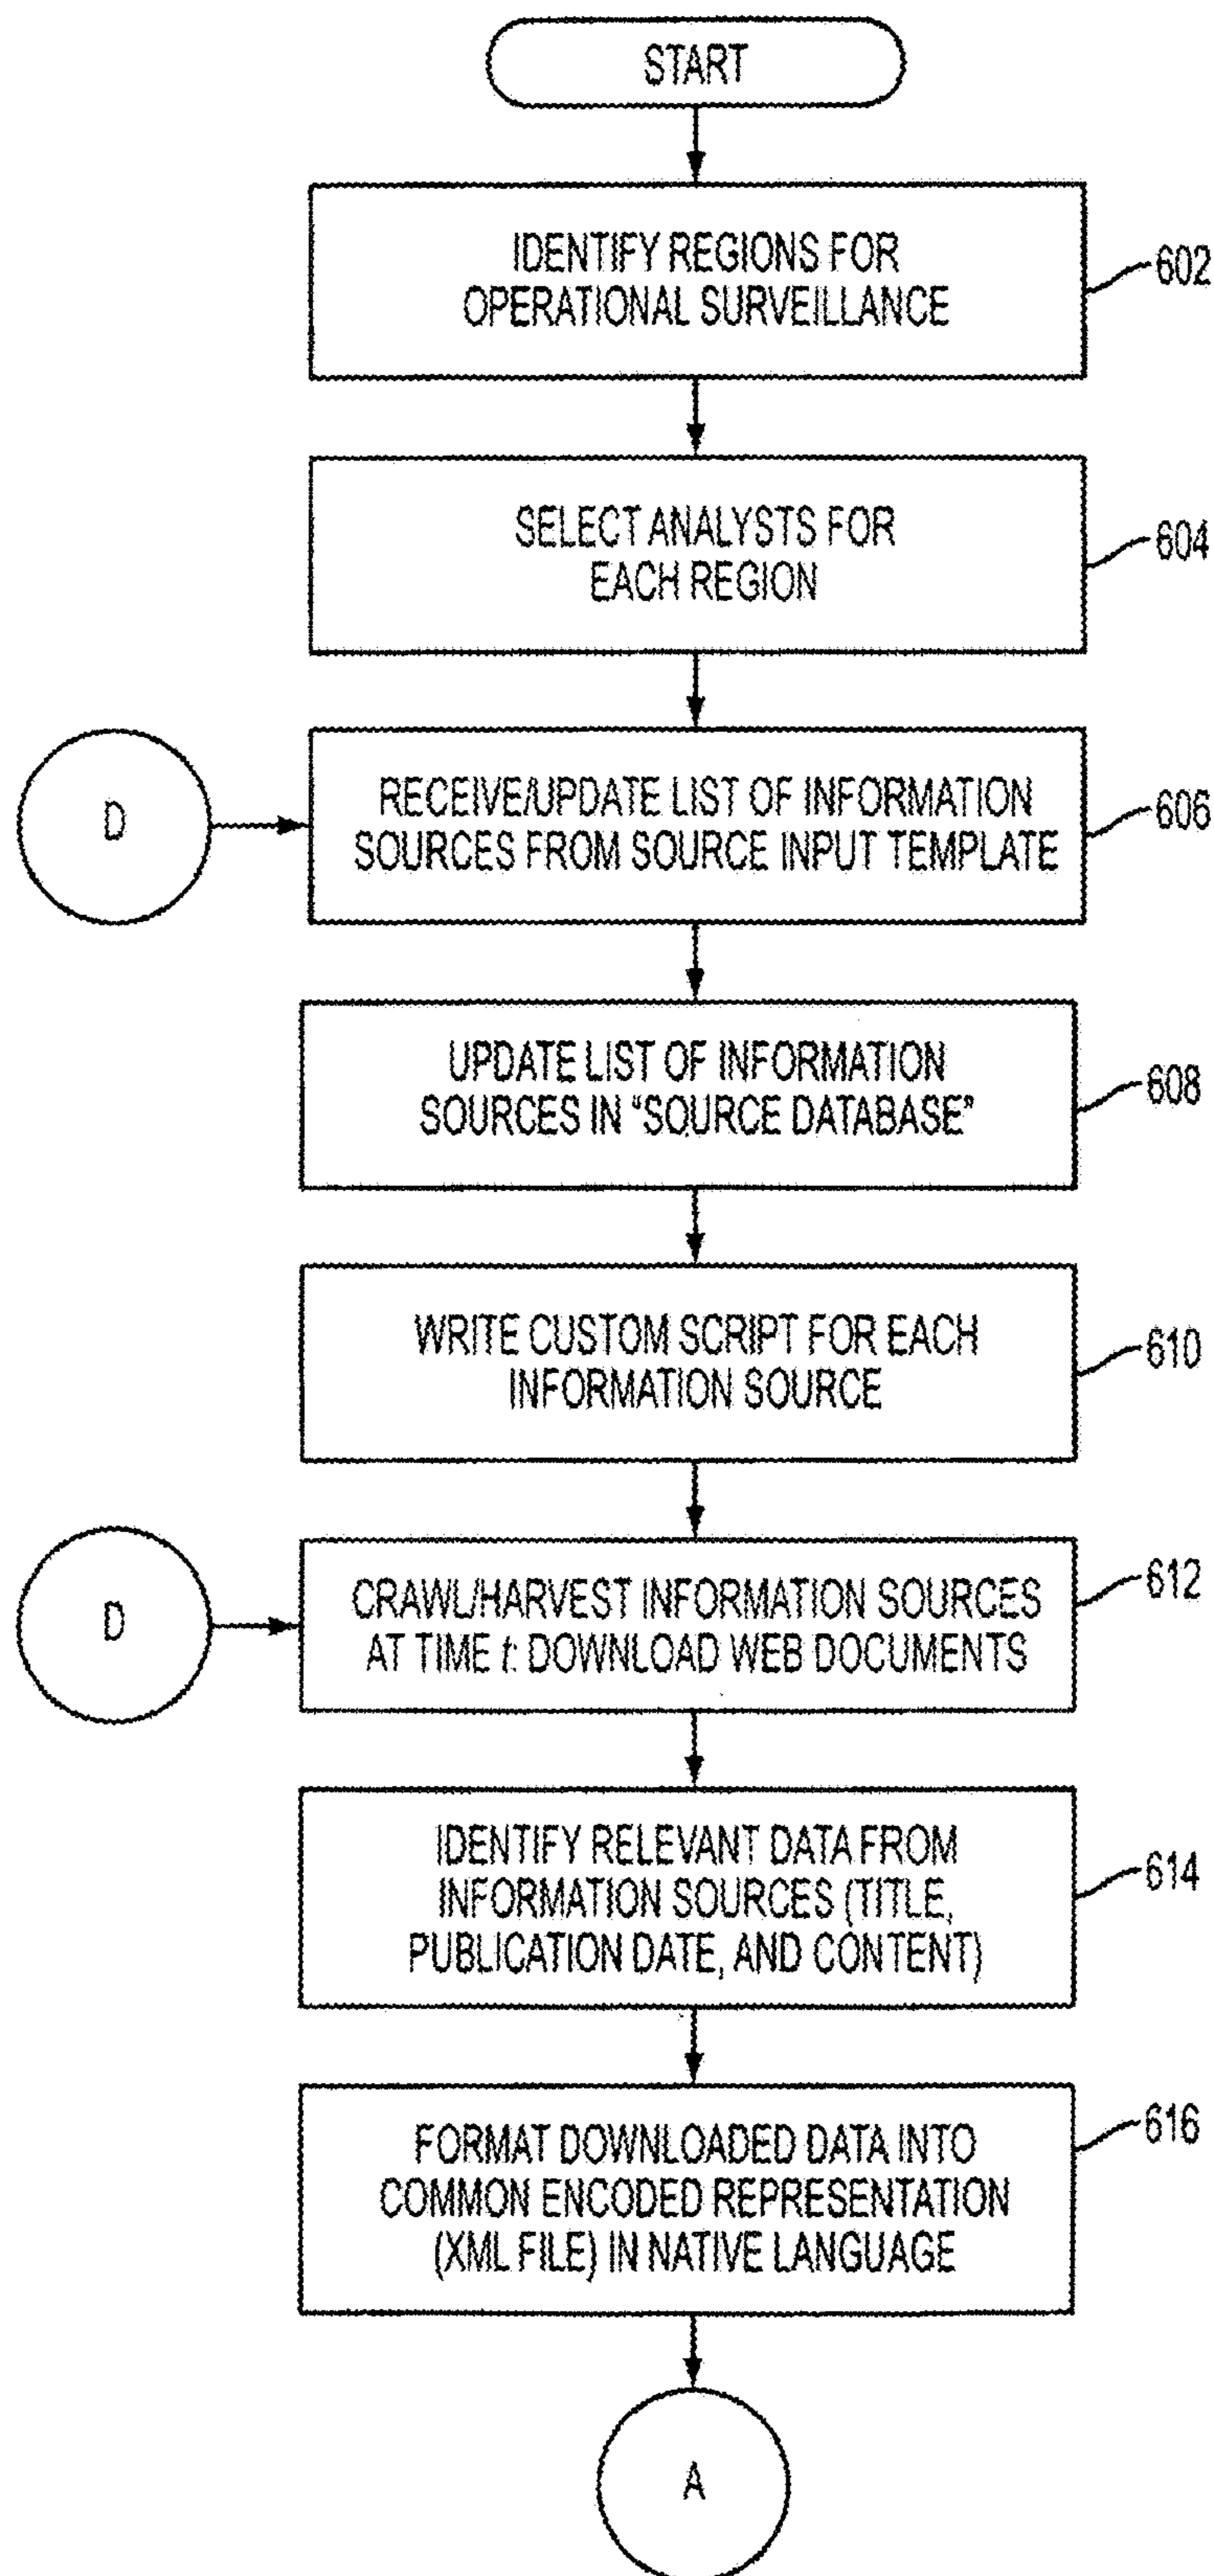 START
IDENTIFY REGIONS FOR
OPERATIONAL SURVEILLANCE
602
SELECT ANALYSTS FOR
EACH REGION
604
D
RECEIVE/UPDATE LIST OF INFORMATION
SOURCES FROM SOURCE INPUT TEMPLATE
606
UPDATE LIST OF INFORMATION
SOURCES IN “SOURCE DATABASE”
608
WRITE CUSTOM SCRIPT FOR EACH
INFORMATION SOURCE
610
D
CRAWL/HARVEST INFORMATION SOURCES
AT TIME t: DOWNLOAD WEB DOCUMENTS
612
IDENTIFY RELEVANT DATA FROM
INFORMATION SOURCES (TITLE,
PUBLICATION DATE, AND CONTENT)
614
FORMAT DOWNLOADED DATA INTO
COMMON ENCODED REPRESENTATION
(XML FILE) IN NATIVE LANGUAGE
616
A